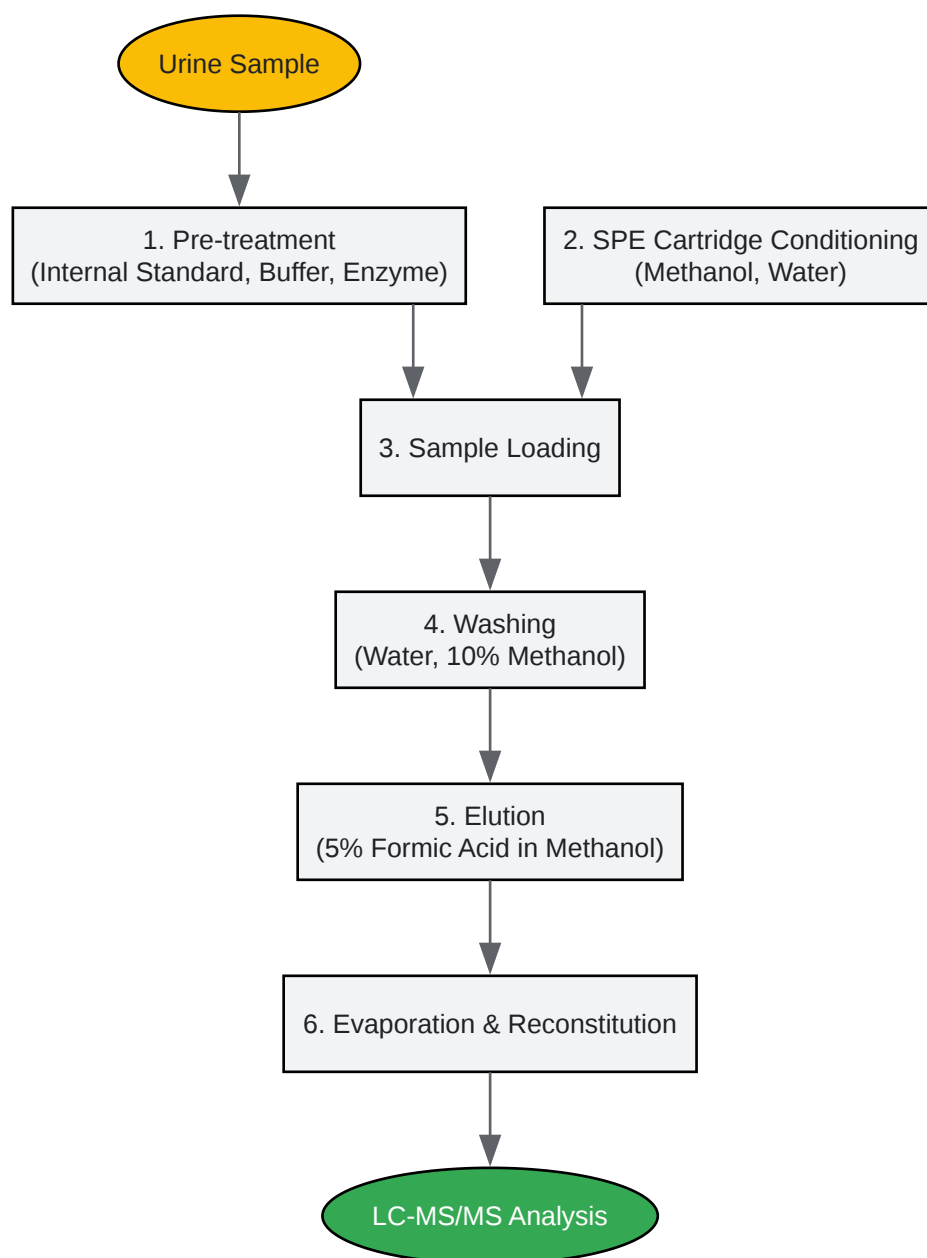 Urine Sample
1. Pre-treatment
(Internal Standard, Buffer, Enzyme)
2. SPE Cartridge Conditioning
(Methanol, Water)
3. Sample Loading
4. Washing
(Water, 10% Methanol)
5. Elution
(5% Formic Acid in Methanol)
6. Evaporation & Reconstitution
LC-MS/MS Analysis